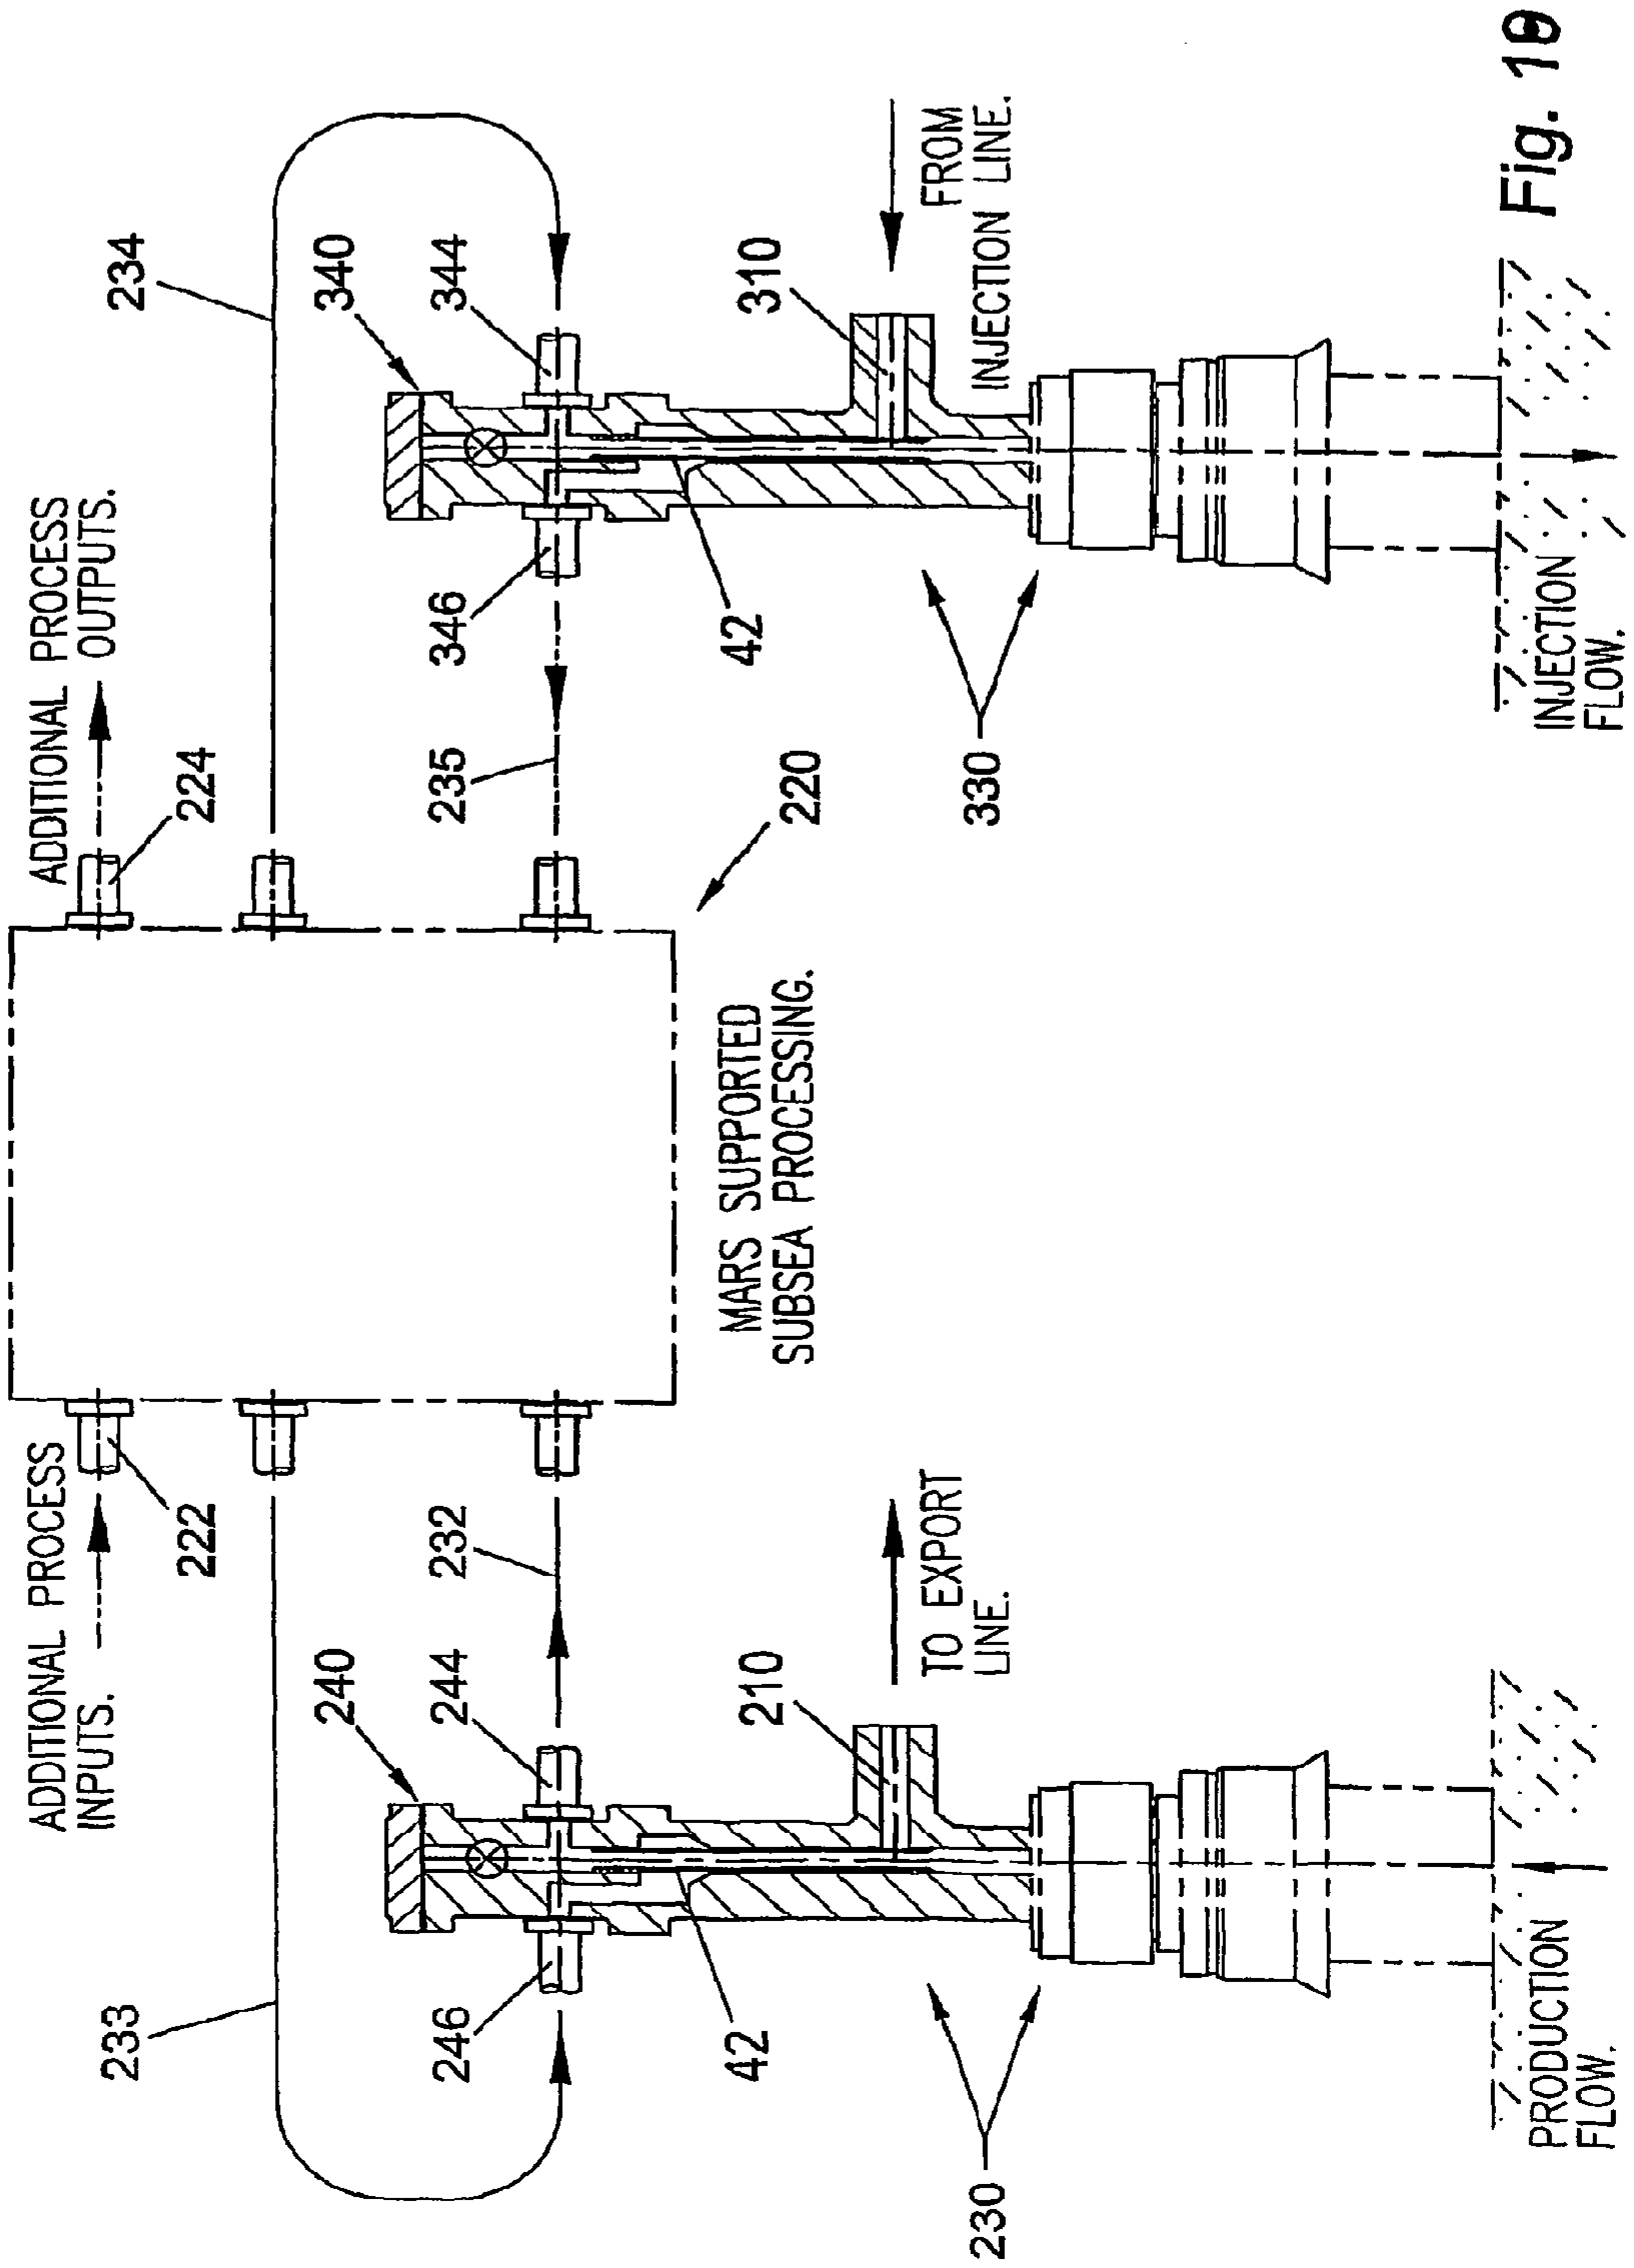 ADDITIONAL PROCESS
INPUTS.
ADDITIONAL PROCESS
OUTPUTS.
233
222
224
234
240
340
246
244
232
235
346
344
MARS SUPPORTED
SUBSEA PROCESSING.
220
42
210
42
310
TO EXPORT
LINE.
FROM
INJECTION LINE.
230
330
PRODUCTION
FLOW.
INJECTION
FLOW.
Fig. 19